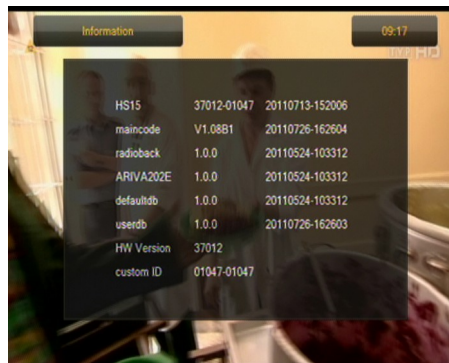 Information
09:17
HD
HS15 37012-01047 20110713-152006
maincode V1.08B1 20110726-162604
radioback 1.0.0 20110524-103312
ARIVA202E 1.0.0 20110524-103312
defaultdb 1.0.0 20110524-103312
userdb 1.0.0 20110726-162603
HW Version 37012
custom ID 01047-01047